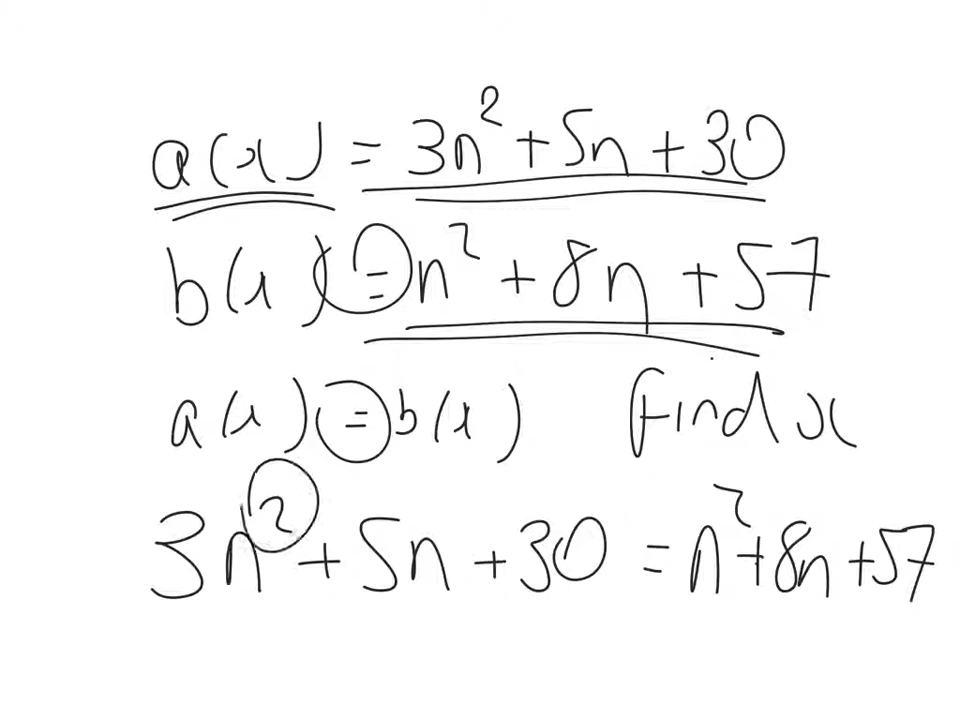 a(x) = 3n² + 5n + 30
b(x) = n² + 8n + 57
a(x) = b(x) find x
3n² + 5n + 30 = n² + 8n + 57